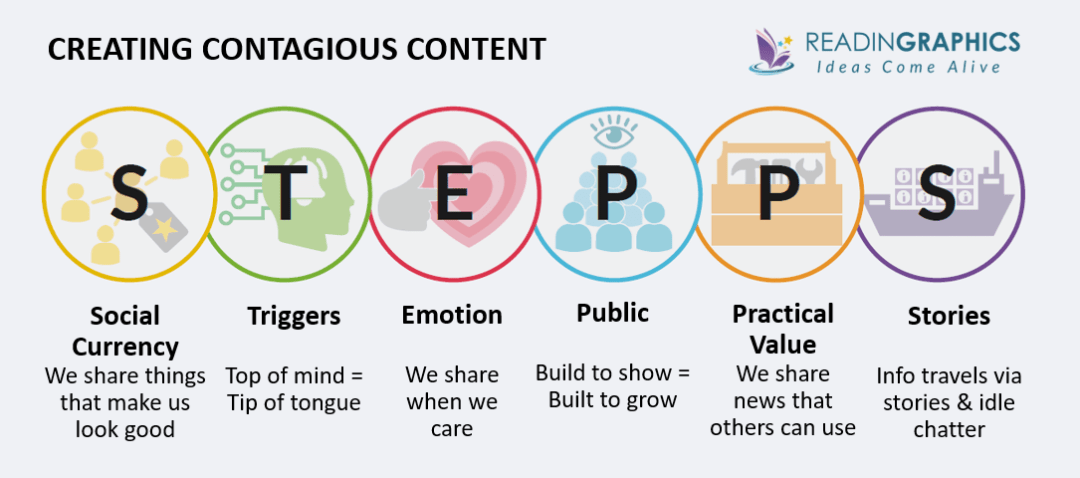 CREATING CONTAGIOUS CONTENT
READINGRAPHICS
Ideas Come Alive
S
T
E
P
P
S
Social
Currency
We share things
that make us
look good
Triggers
Top of mind =
Tip of tongue
Emotion
We share
when we
care
Public
Build to show =
Built to grow
Practical
Value
We share
news that
others can use
Stories
Info travels via
stories & idle
chatter